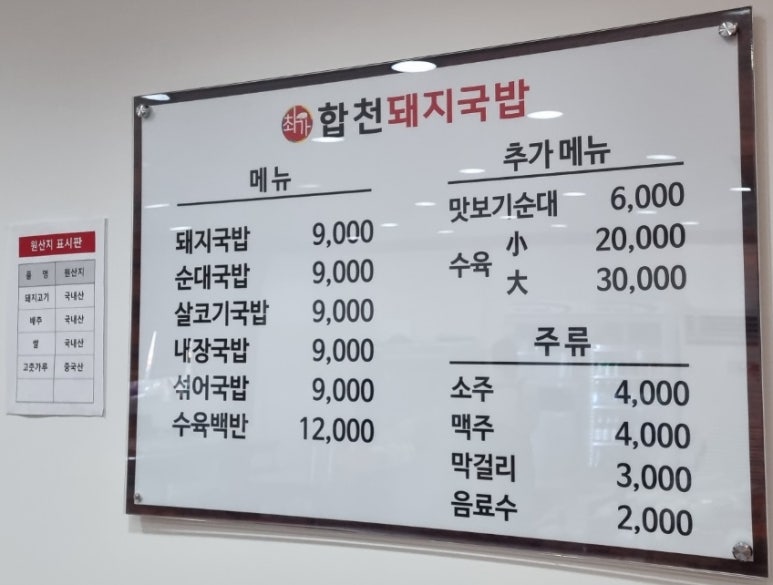 최가 합천돼지국밥
메뉴
돼지국밥 9,000
순대국밥 9,000
살코기국밥 9,000
내장국밥 9,000
섞어국밥 9,000
수육백반 12,000
추가메뉴
맛보기순대 6,000
수육 小 20,000
大 30,000
주류
소주 4,000
맥주 4,000
막걸리 3,000
음료수 2,000
원산지 표시판
품 명 원산지
돼지고기 국내산
배추 국내산
쌀 국내산
고춧가루 중국산